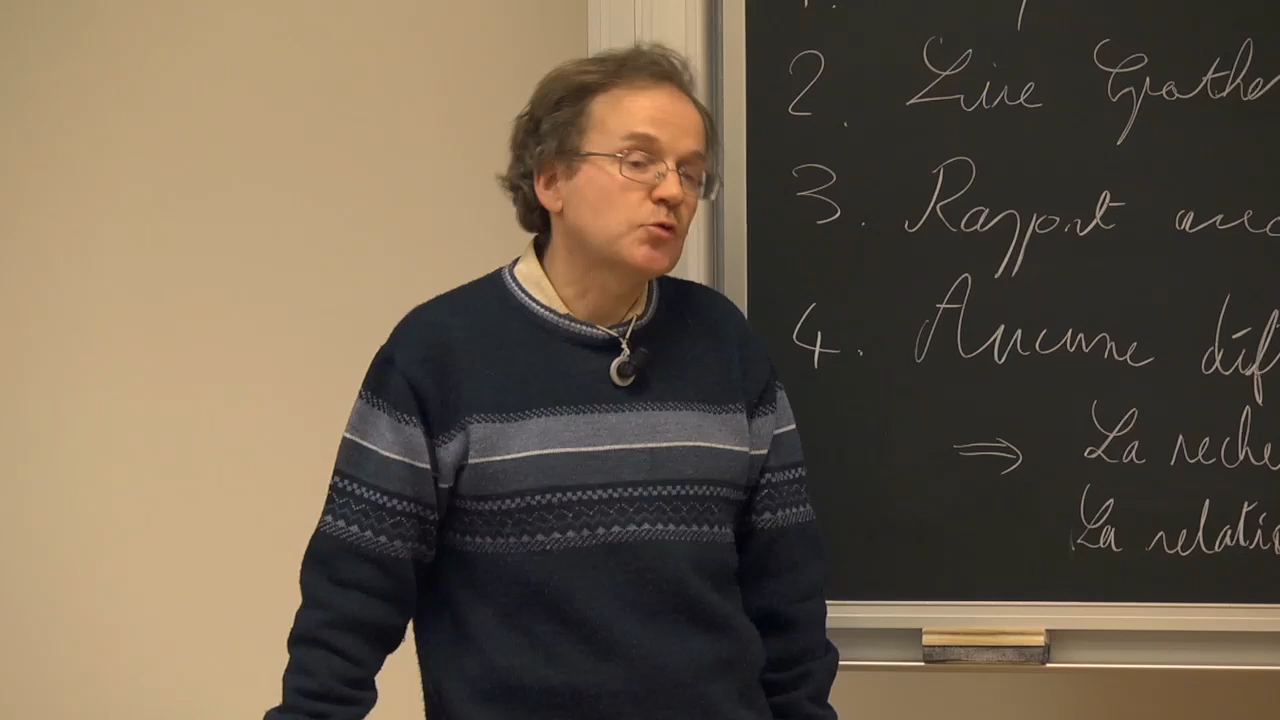 2. Lire Grothe
3. Rapport avec
4. Aucune dif
⇒ La reche
La relati